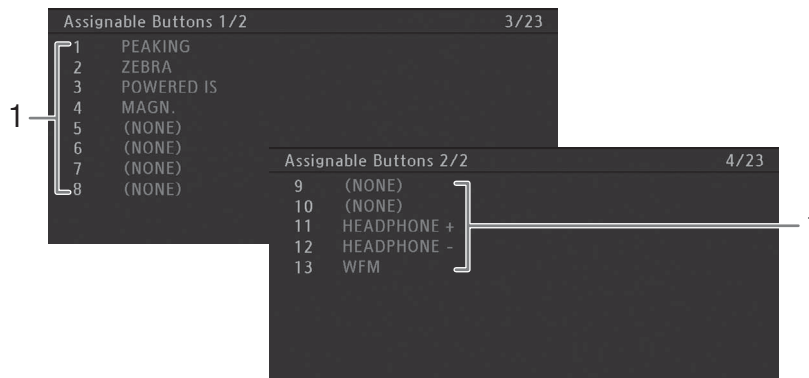 Assignable Buttons 1/2 3/23
1 PEAKING
2 ZEBRA
3 POWERED IS
4 MAGN.
5 (NONE)
6 (NONE)
7 (NONE)
8 (NONE)
1
Assignable Buttons 2/2 4/23
9 (NONE)
10 (NONE)
11 HEADPHONE +
12 HEADPHONE -
13 WFM